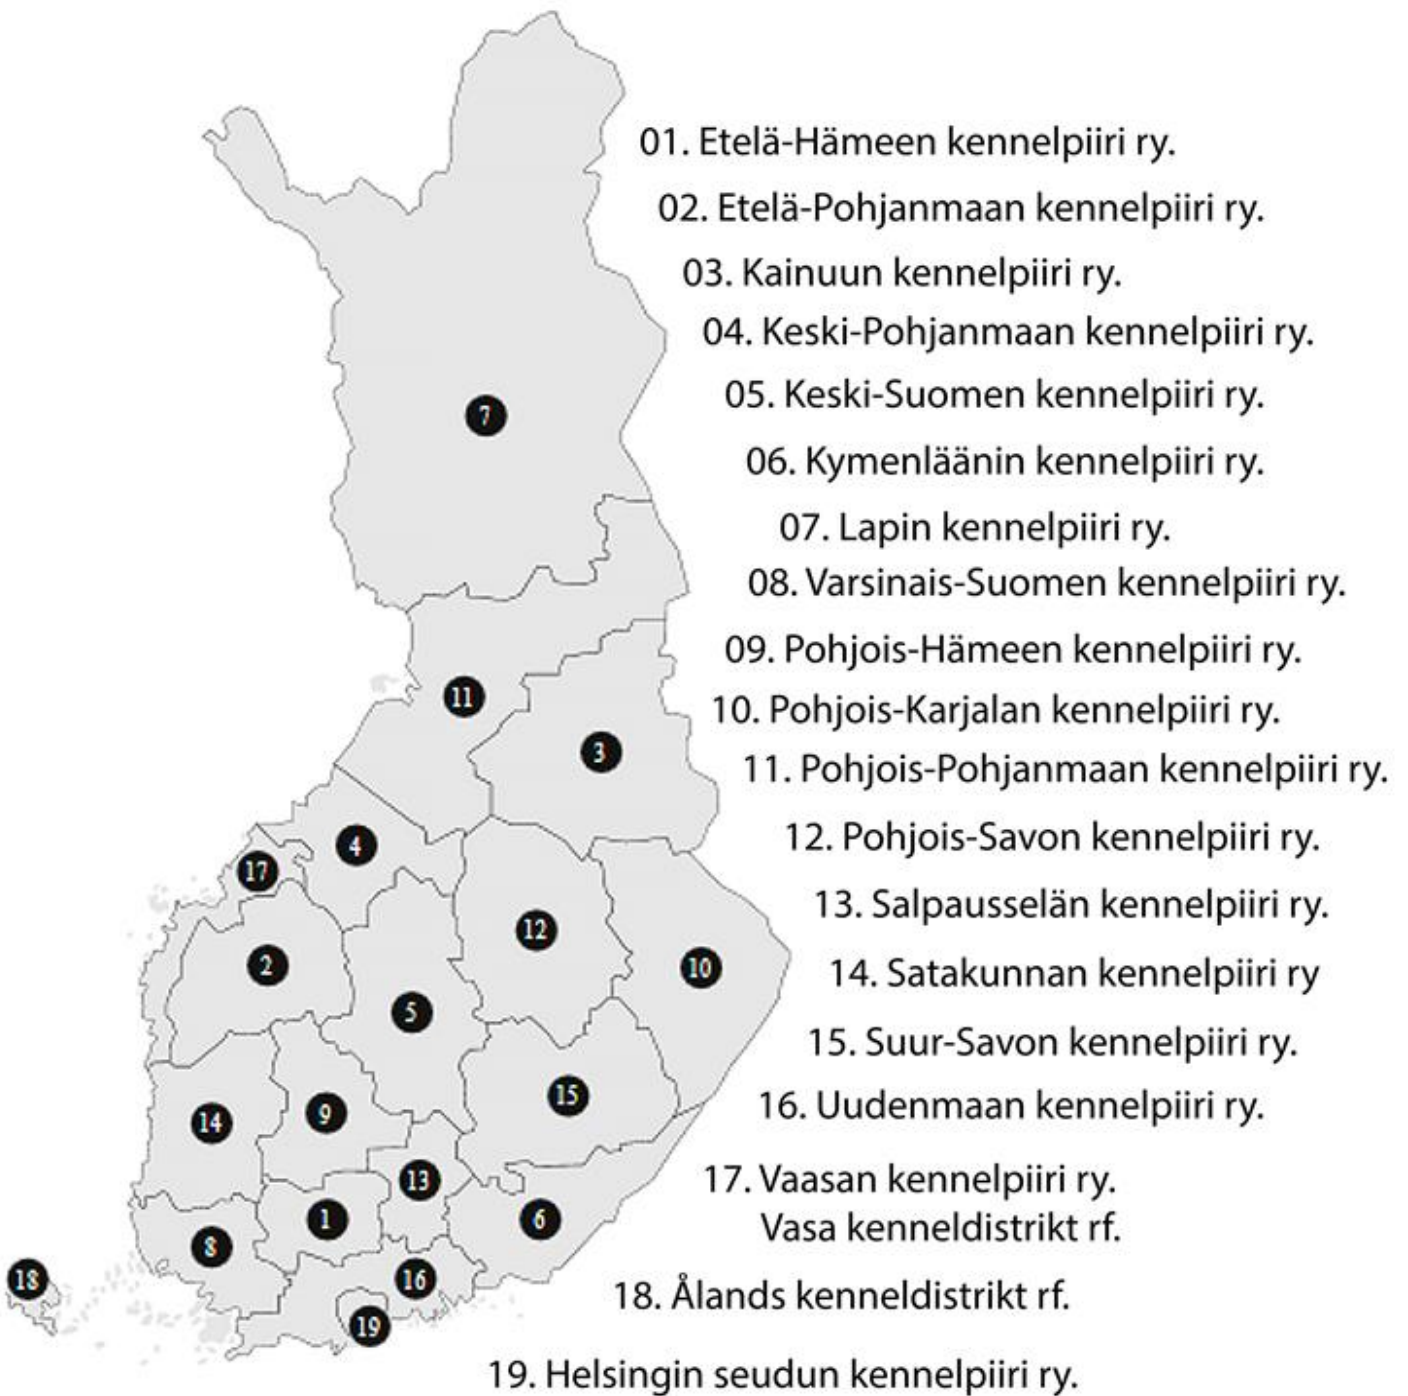 01. Etelä-Hämeen kennelpiiri ry.
02. Etelä-Pohjanmaan kennelpiiri ry.
03. Kainuun kennelpiiri ry.
04. Keski-Pohjanmaan kennelpiiri ry.
05. Keski-Suomen kennelpiiri ry.
06. Kymenläänin kennelpiiri ry.
07. Lapin kennelpiiri ry.
08. Varsinais-Suomen kennelpiiri ry.
09. Pohjois-Hämeen kennelpiiri ry.
10. Pohjois-Karjalan kennelpiiri ry.
11. Pohjois-Pohjanmaan kennelpiiri ry.
12. Pohjois-Savon kennelpiiri ry.
13. Salpausselän kennelpiiri ry.
14. Satakunnan kennelpiiri ry
15. Suur-Savon kennelpiiri ry.
16. Uudenmaan kennelpiiri ry.
17. Vaasan kennelpiiri ry.
Vasa kenneldistrikt rf.
18. Ålands kenneldistrikt rf.
19. Helsingin seudun kennelpiiri ry.
7
11
3
4
17
12
2
10
5
15
9
14
13
1
6
8
16
18
19